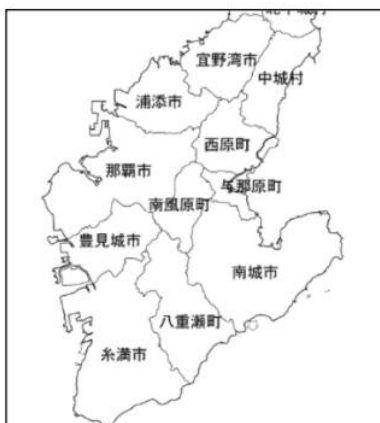 宜野湾市
中城村
浦添市
西原町
那覇市
与那原町
南風原町
豊見城市
南城市
八重瀬町
糸満市